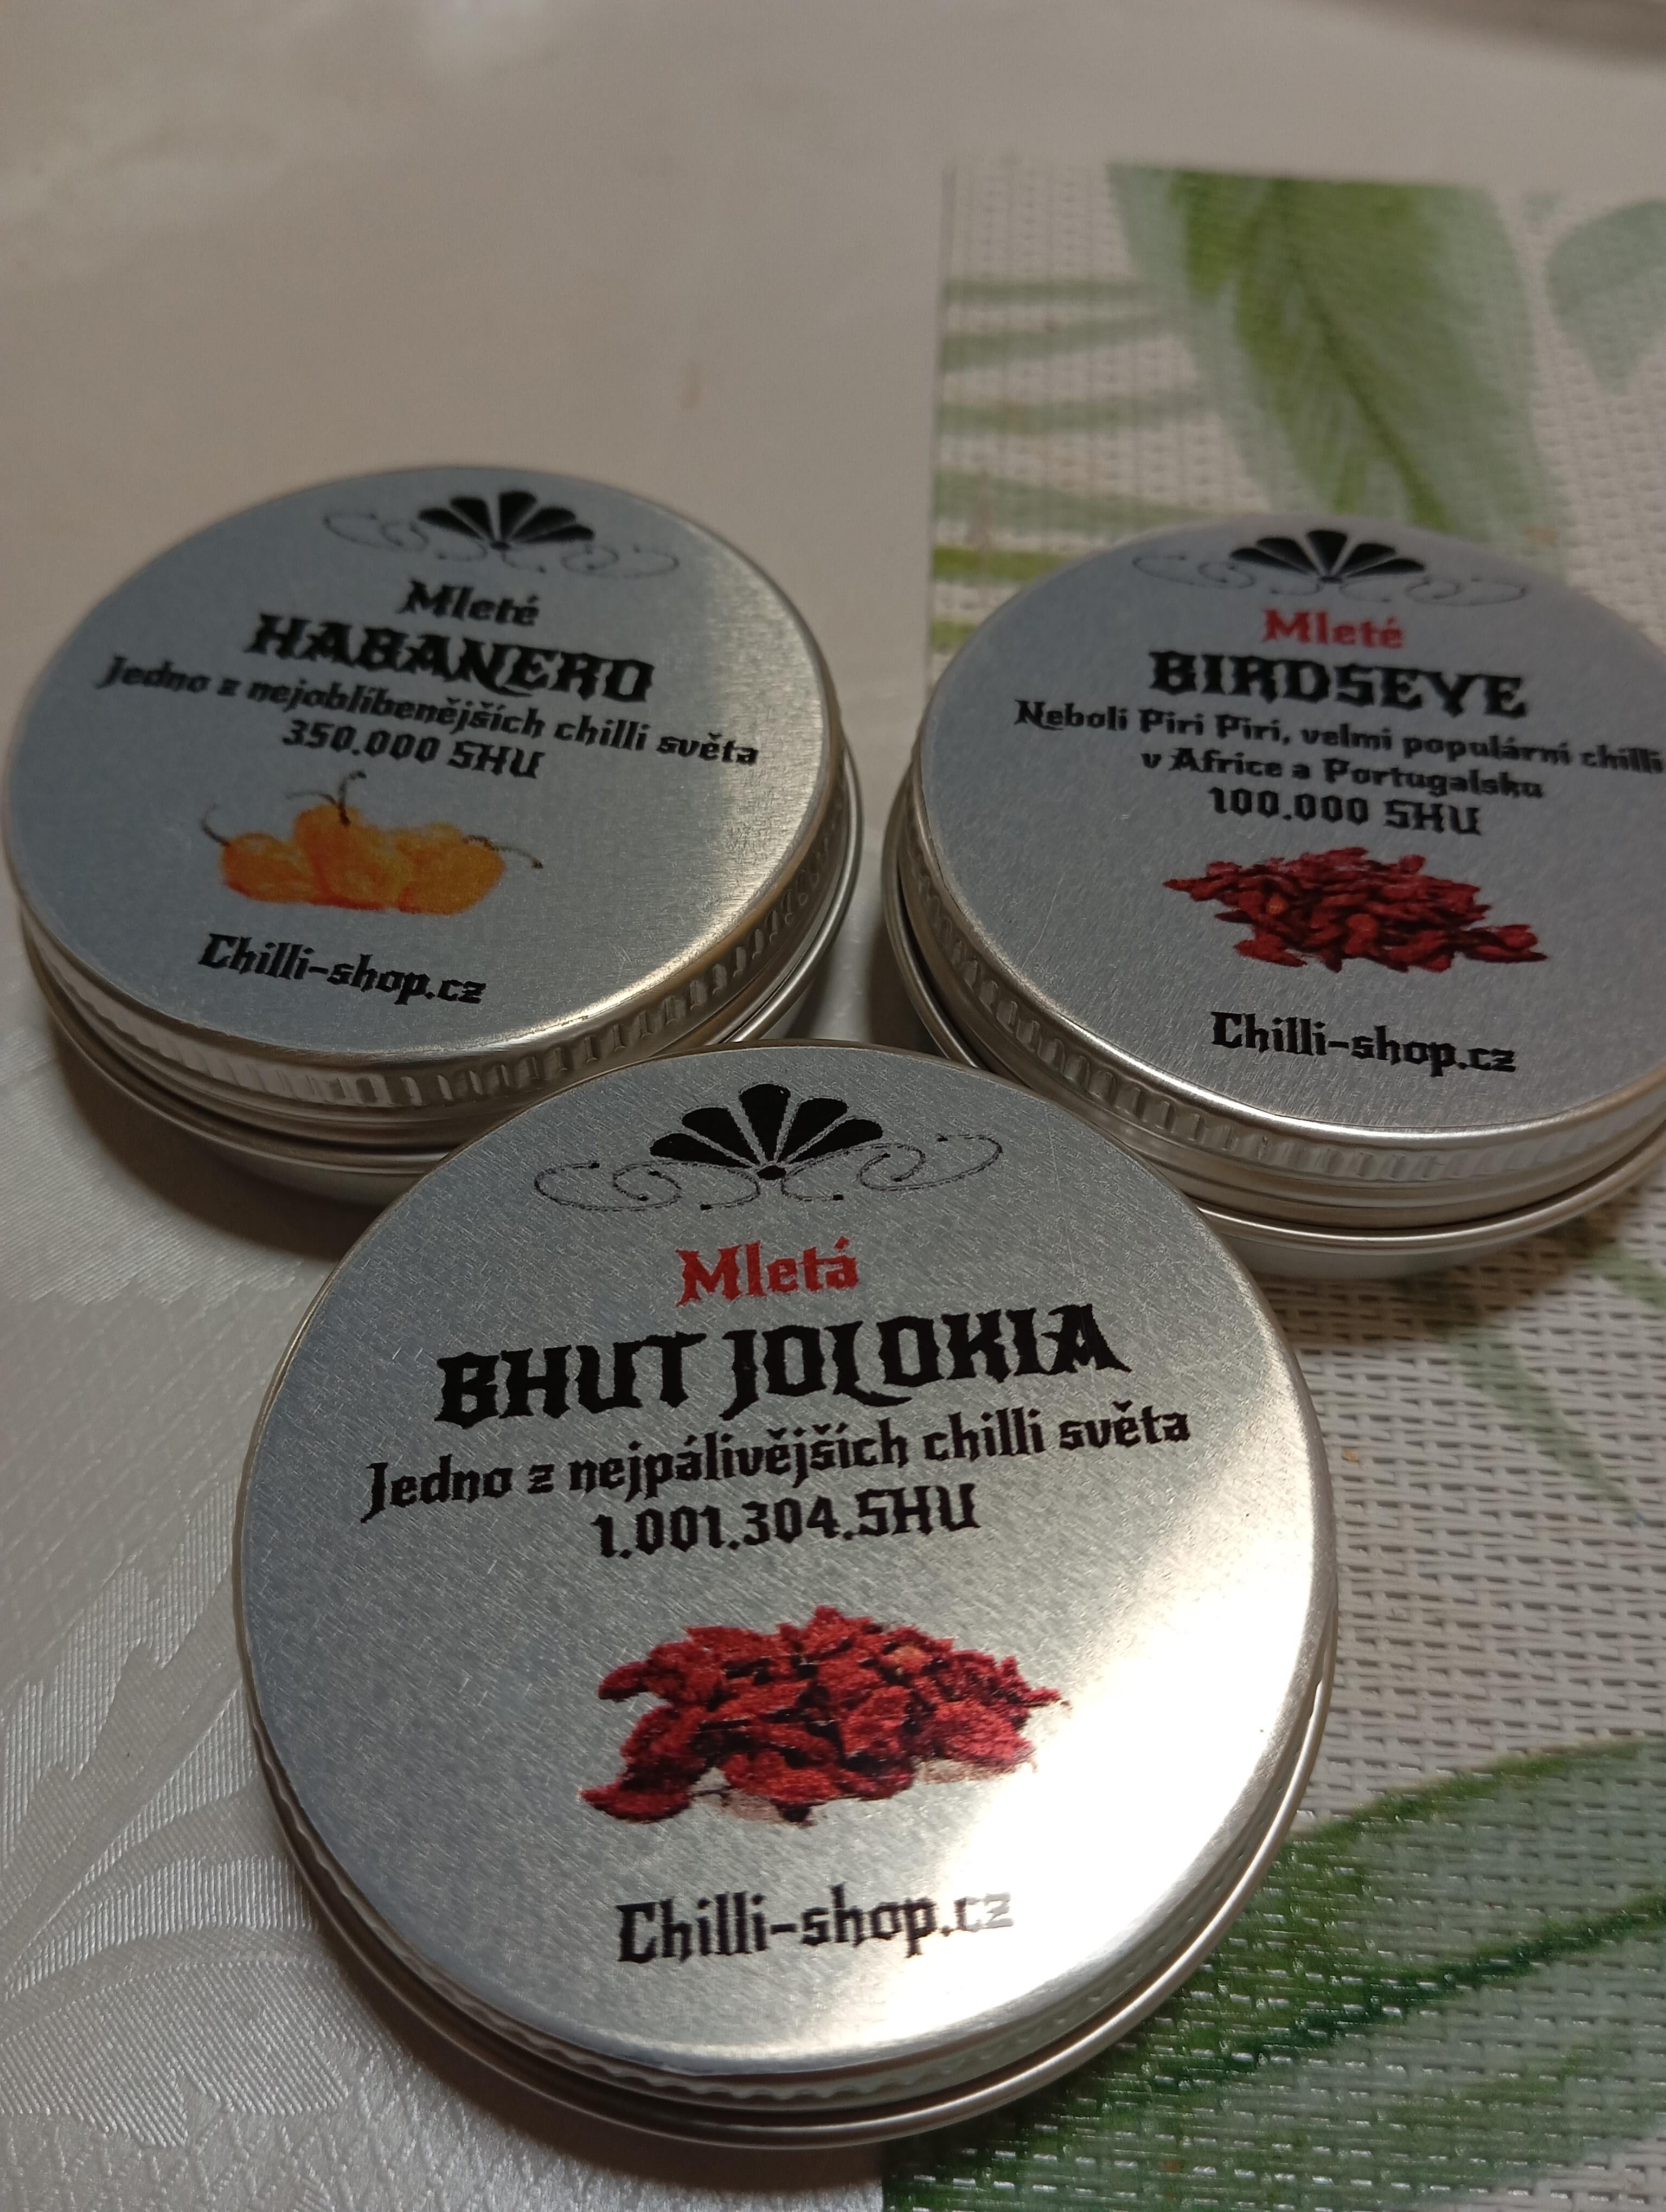 Mleté
HABANERO
Jedno z nejoblíbenějších chilli světa
350.000 SHU
Chilli-shop.cz
Mleté
BIRDSEYE
Neboli Piri Piri, velmi populární chilli
v Africe a Portugalsku
100.000 SHU
Chilli-shop.cz
Mletá
BHUT JOLOKIA
Jedno z nejpálivějších chilli světa
1.001.304.SHU
Chilli-shop.cz